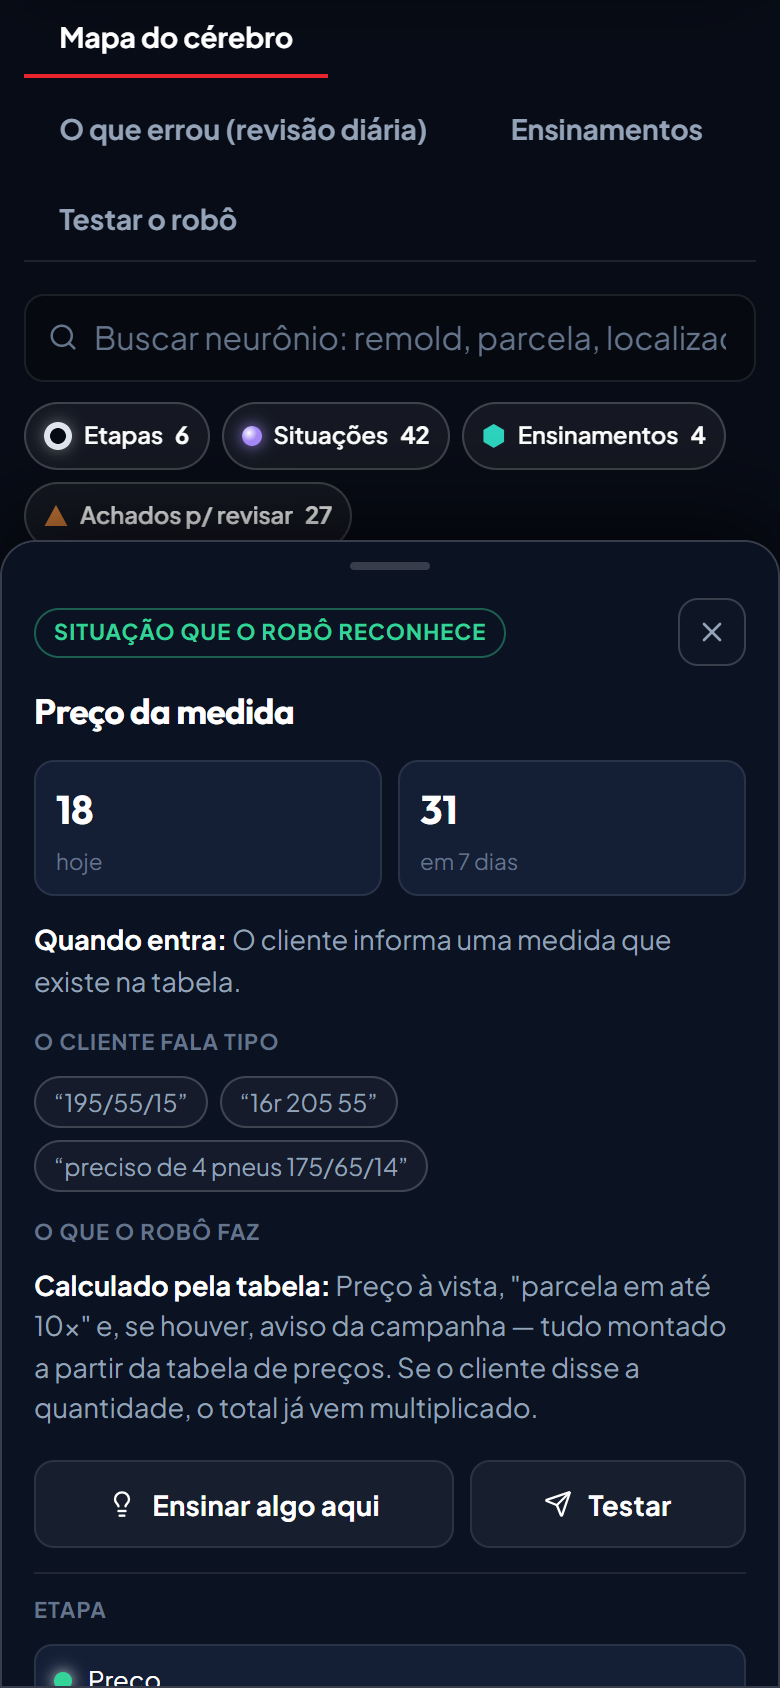 Mapa do cérebro
O que errou (revisão diária) Ensinamentos
Testar o robô
Buscar neurônio: remold, parcela, localizaç
Etapas 6 Situações 42 Ensinamentos 4
Achados p/ revisar 27
SITUAÇÃO QUE O ROBÔ RECONHECE
Preço da medida
18 31
hoje em 7 dias
Quando entra: O cliente informa uma medida que
existe na tabela.
O CLIENTE FALA TIPO
“195/55/15” “16r 205 55”
“preciso de 4 pneus 175/65/14”
O QUE O ROBÔ FAZ
Calculado pela tabela: Preço à vista, "parcela em até
10×" e, se houver, aviso da campanha — tudo montado
a partir da tabela de preços. Se o cliente disse a
quantidade, o total já vem multiplicado.
Ensinar algo aqui Testar
ETAPA
Preço